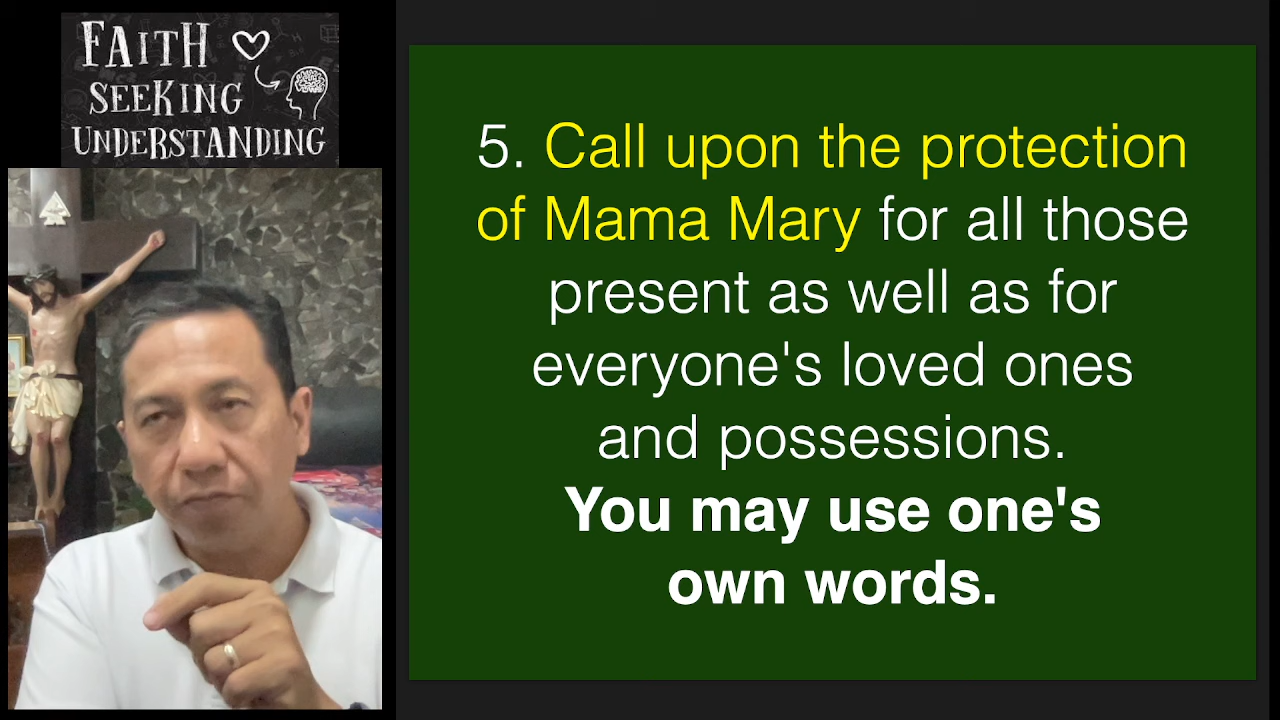 FAITH
SEEKING
UNDERSTANDING
5. Call upon the protection
of Mama Mary for all those
present as well as for
everyone's loved ones
and possessions.
You may use one's
own words.